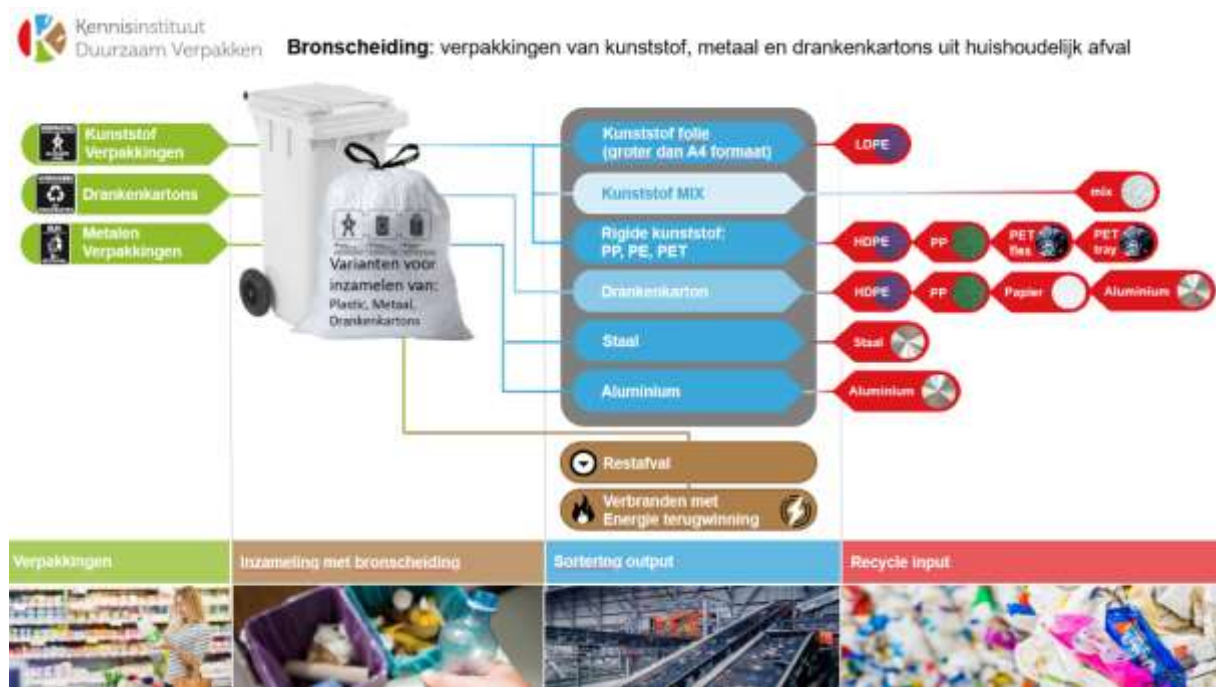 Kennisinstituut
Duurzaam Verpakken
Bronscheiding: verpakkingen van kunststof, metaal en drankenkartons uit huishoudelijk afval
Kunststof
Verpakkingen
Drankenkartons
Metalen
Verpakkingen
Varianten voor
inzamelen van:
Plastic, Metaal,
Drankenkartons
Kunststof folie
(groter dan A4 formaat)
Kunststof MIX
Rigide kunststof:
PP, PE, PET
Drankenkarton
Staal
Aluminium
LDPE
mix
HDPE
PP
PET
fles
PET
tray
HDPE
PP
Papier
Aluminium
Staal
Aluminium
Restafval
Verbranden met
Energie terugwinning
Verpakkingen
Inzameling met bronscheiding
Sortering output
Recycle input